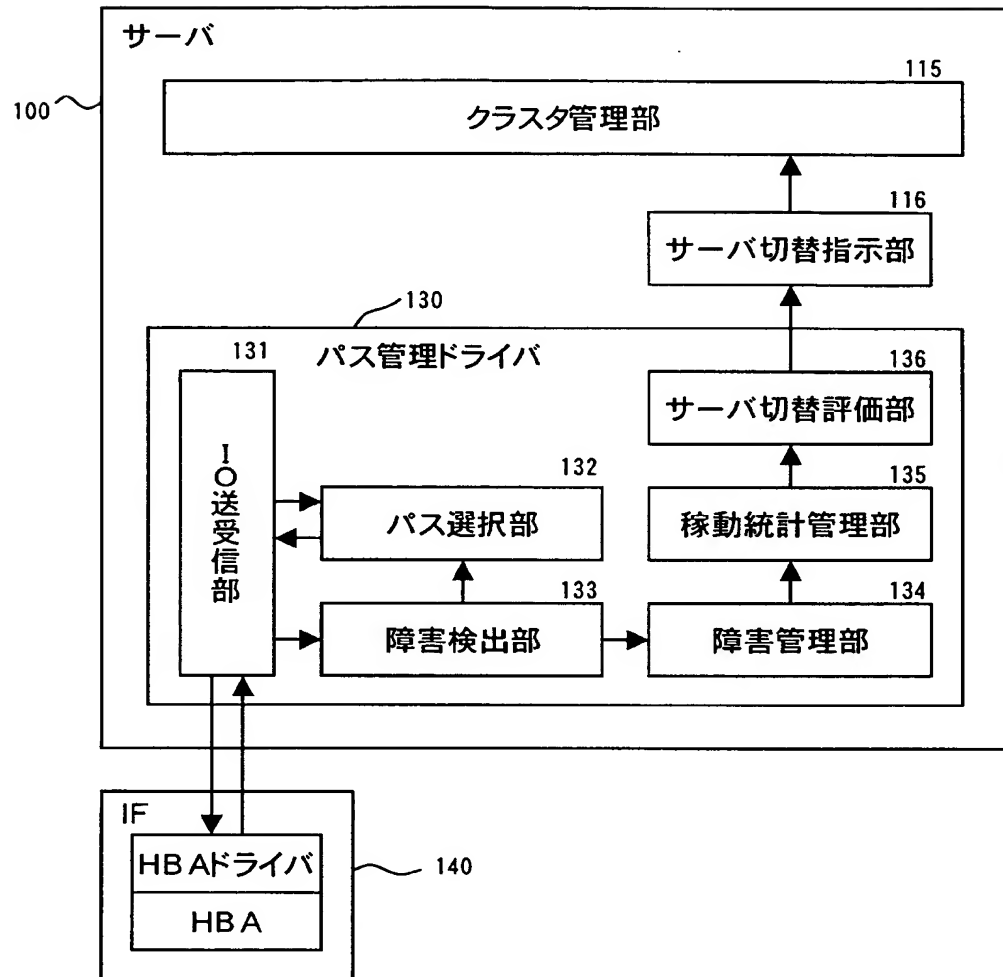 サーバ
115
100
クラスタ管理部
116
サーバ切替指示部
130
131
パス管理ドライバ
136
サーバ切替評価部
IO送受信部
132
135
パス選択部
稼動統計管理部
133
134
障害検出部
障害管理部
IF
HBAドライバ
140
HBA